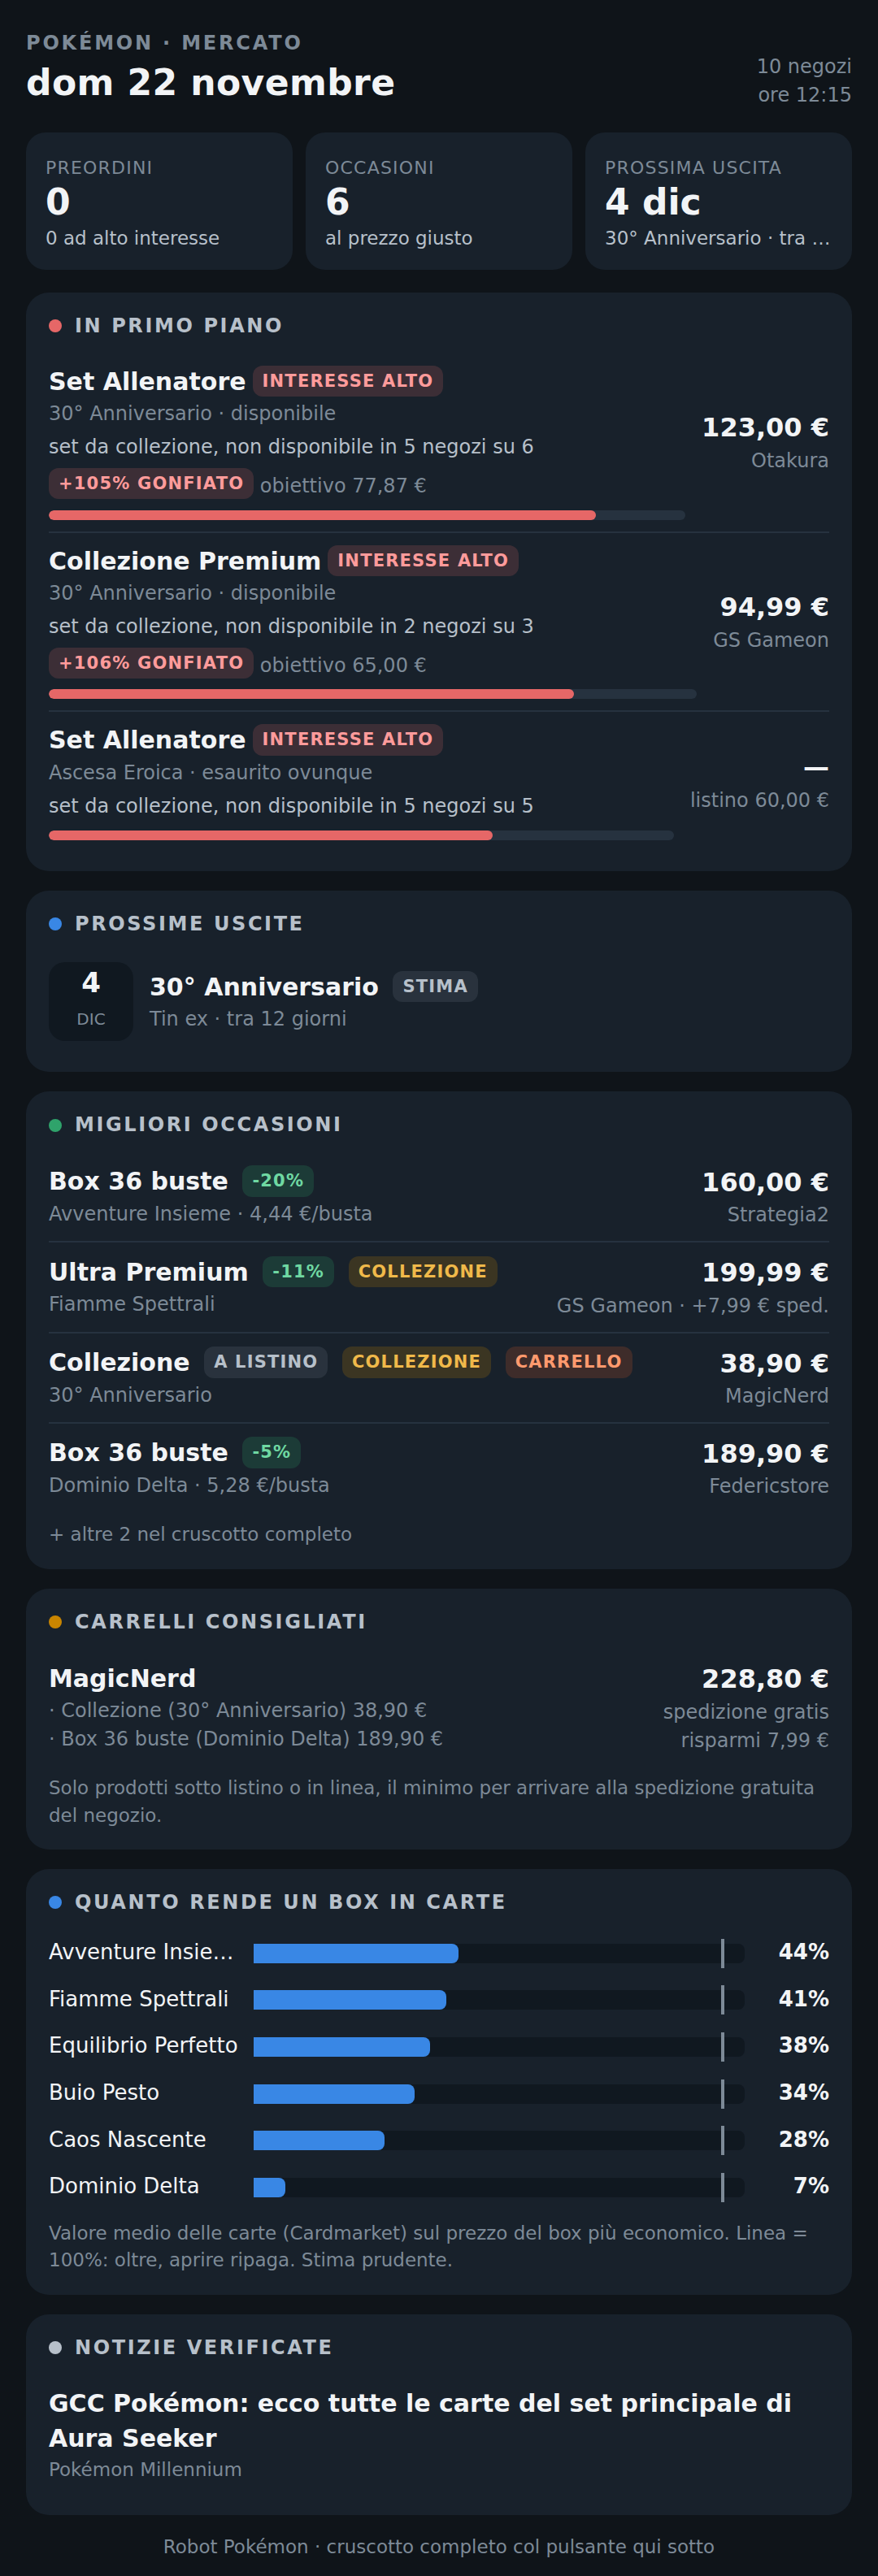 POKÉMON · MERCATO
dom 22 novembre
10 negozi
ore 12:15
PREORDINI
0
0 ad alto interesse
OCCASIONI
6
al prezzo giusto
PROSSIMA USCITA
4 dic
30° Anniversario · tra …
IN PRIMO PIANO
Set Allenatore INTERESSE ALTO
30° Anniversario · disponibile
set da collezione, non disponibile in 5 negozi su 6
+105% GONFIATO obiettivo 77,87 €
123,00 €
Otakura
Collezione Premium INTERESSE ALTO
30° Anniversario · disponibile
set da collezione, non disponibile in 2 negozi su 3
+106% GONFIATO obiettivo 65,00 €
94,99 €
GS Gameon
Set Allenatore INTERESSE ALTO
Ascesa Eroica · esaurito ovunque
set da collezione, non disponibile in 5 negozi su 5
—
listino 60,00 €
PROSSIME USCITE
4
DIC
30° Anniversario STIMA
Tin ex · tra 12 giorni
MIGLIORI OCCASIONI
Box 36 buste -20%
Avventure Insieme · 4,44 €/busta
160,00 €
Strategia2
Ultra Premium -11% COLLEZIONE
Fiamme Spettrali
199,99 €
GS Gameon · +7,99 € sped.
Collezione A LISTINO COLLEZIONE CARRELLO
30° Anniversario
38,90 €
MagicNerd
Box 36 buste -5%
Dominio Delta · 5,28 €/busta
189,90 €
Federicstore
+ altre 2 nel cruscotto completo
CARRELLI CONSIGLIATI
MagicNerd
· Collezione (30° Anniversario) 38,90 €
· Box 36 buste (Dominio Delta) 189,90 €
228,80 €
spedizione gratis
risparmi 7,99 €
Solo prodotti sotto listino o in linea, il minimo per arrivare alla spedizione gratuita
del negozio.
QUANTO RENDE UN BOX IN CARTE
Avventure Insie… 44%
Fiamme Spettrali 41%
Equilibrio Perfetto 38%
Buio Pesto 34%
Caos Nascente 28%
Dominio Delta 7%
Valore medio delle carte (Cardmarket) sul prezzo del box più economico. Linea =
100%: oltre, aprire ripaga. Stima prudente.
NOTIZIE VERIFICATE
GCC Pokémon: ecco tutte le carte del set principale di
Aura Seeker
Pokémon Millennium
Robot Pokémon · cruscotto completo col pulsante qui sotto